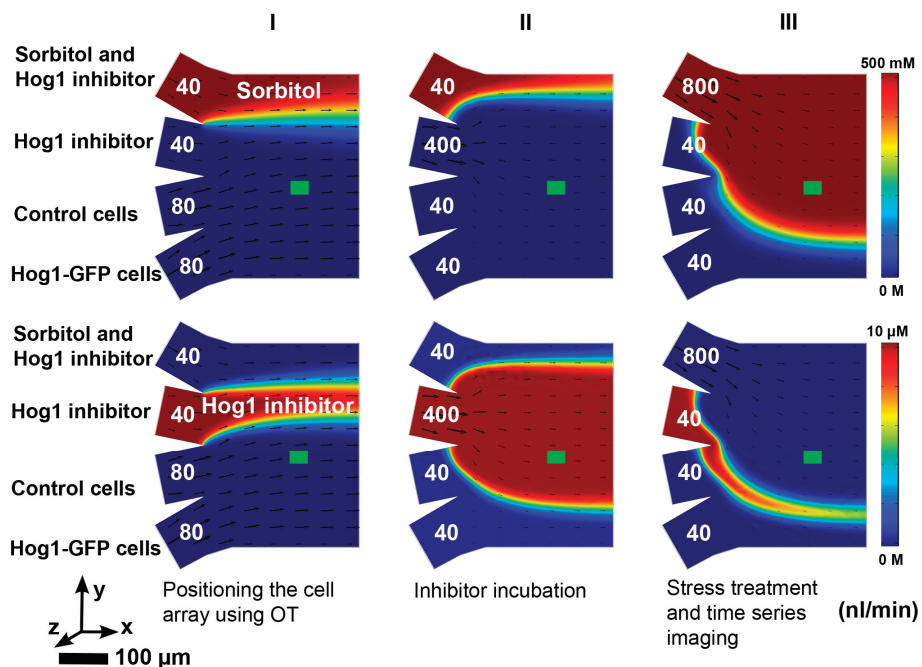 I II III
Sorbitol and
Hog1 inhibitor
Hog1 inhibitor
Control cells
Hog1-GFP cells
40 Sorbitol
40
80
80
40
400
40
40
800
40
40
40
500 mM
0 M
Sorbitol and
Hog1 inhibitor
Hog1 inhibitor
Control cells
Hog1-GFP cells
40
40 Hog1 inhibitor
80
80
40
400
40
40
800
40
40
40
10 µM
0 M
y
z x
100 µm
Positioning the cell
array using OT
Inhibitor incubation
Stress treatment
and time series
imaging
(nl/min)